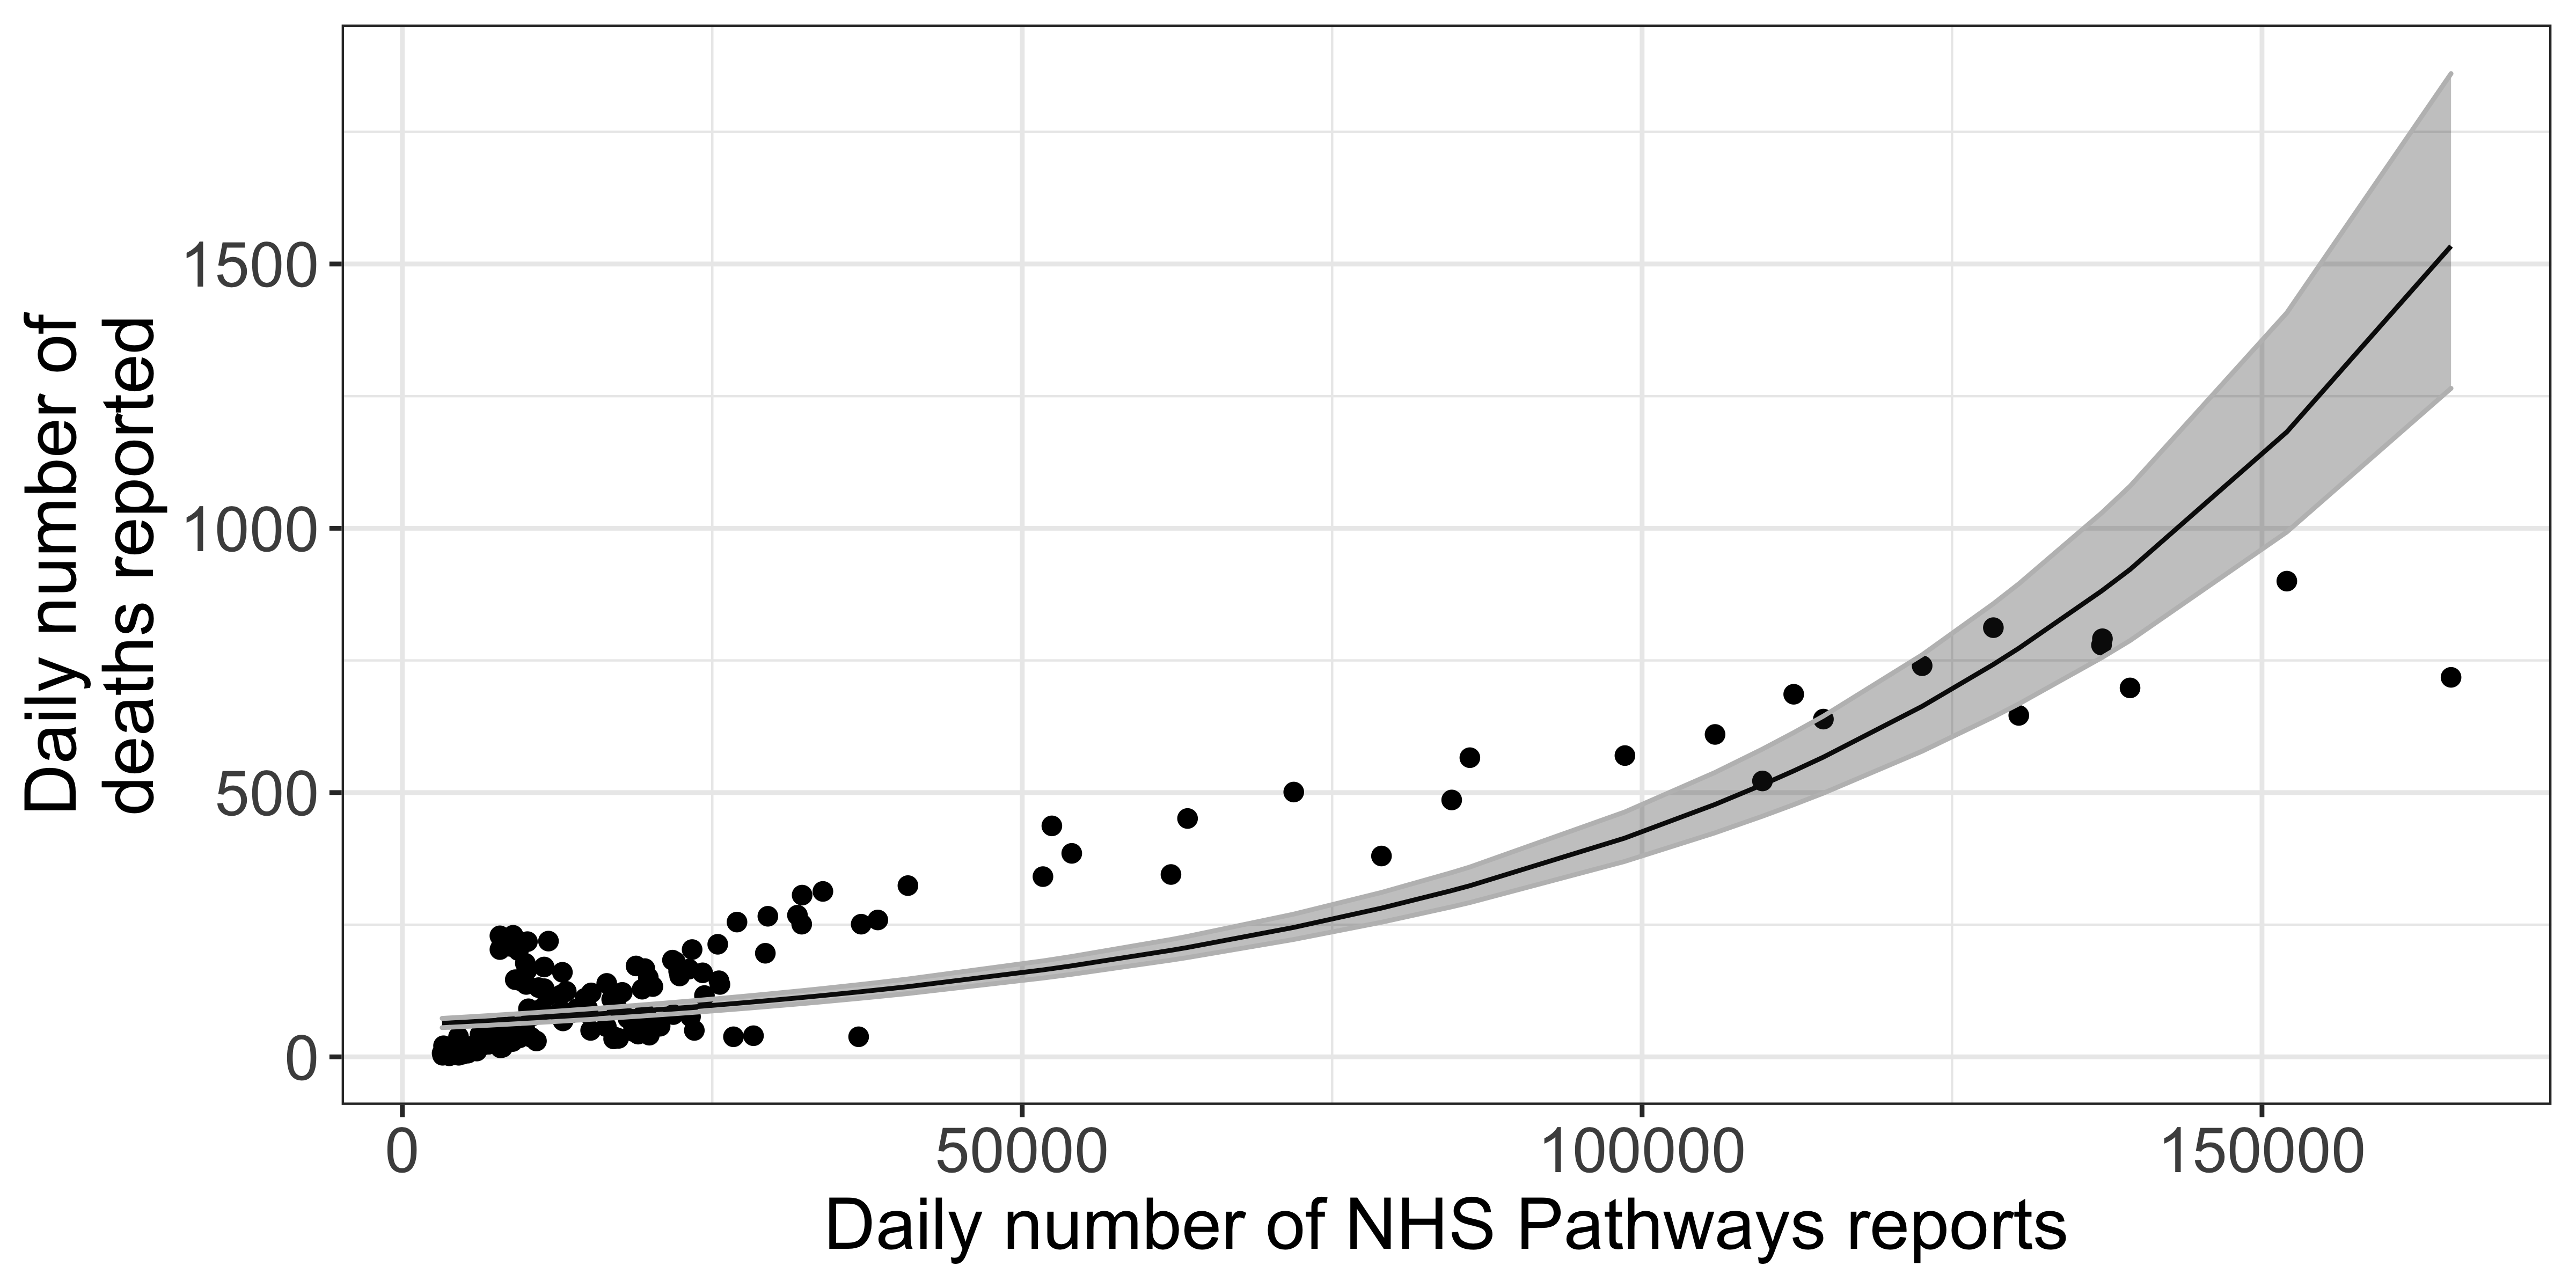 Daily number of
deaths reported
1500
1000
500
0
0
50000
100000
150000
Daily number of NHS Pathways reports